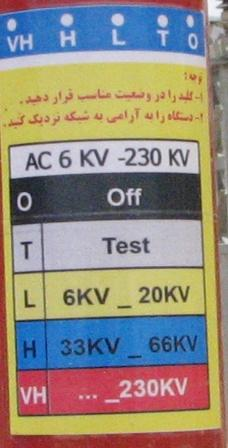 VH H L T O
توجه:
۱- کلید را در وضعیت مناسب قرار دهید.
۲- دستگاه را به آرامی به شبکه نزدیک کنید.
AC 6 KV -230 KV
O Off
T Test
L 6KV _ 20KV
H 33KV _ 66KV
VH ... _230KV